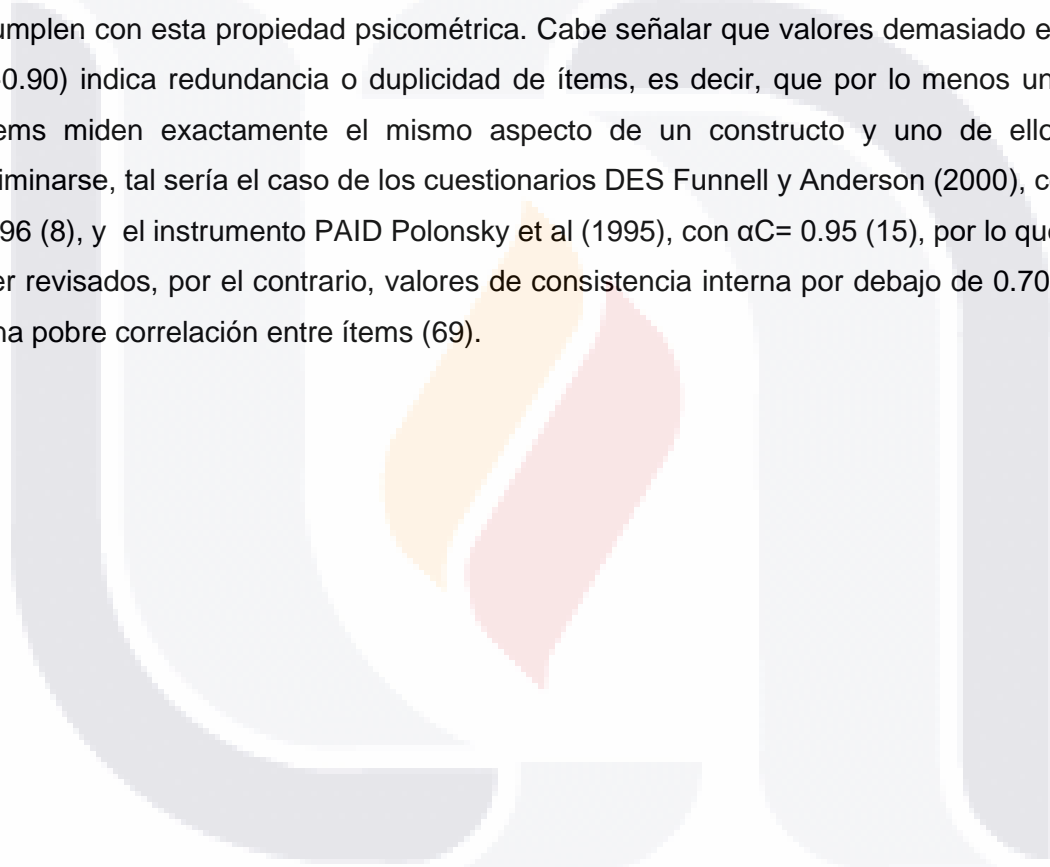 umplen con esta propiedad psicométrica. Cabe señalar que valores demasiado e
0.90) indica redundancia o duplicidad de ítems, es decir, que por lo menos un
ems miden exactamente el mismo aspecto de un constructo y uno de ello
iminarse, tal sería el caso de los cuestionarios DES Funnell y Anderson (2000), c
96 (8), y el instrumento PAID Polonsky et al (1995), con αC= 0.95 (15), por lo que
er revisados, por el contrario, valores de consistencia interna por debajo de 0.70
na pobre correlación entre ítems (69).